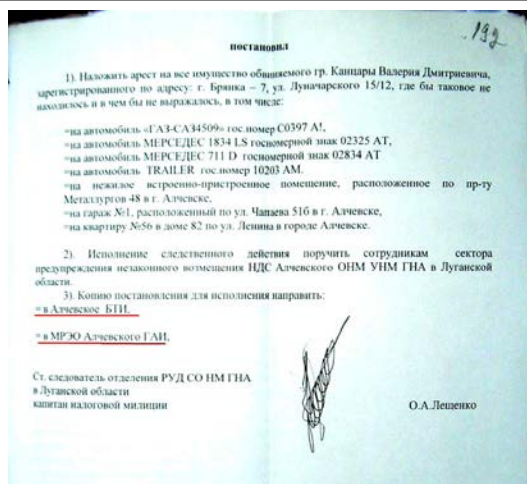 192
постановил
1). Наложить арест на все имущество обвиняемого гр. Канцары Валерия Дмитриевича,
зарегистрированного по адресу: г. Брянка – 7, ул. Луначарского 15/12, где бы таковое не
находилось и в чем бы не выражалось, в том числе:
=на автомобиль «ГАЗ-САЗ4509» гос.номер С0397 А!,
=на автомобиль МЕРСЕДЕС 1834 LS госномерной знак 02325 АТ,
=на автомобиль МЕРСЕДЕС 711 D госномерной знак 02834 АТ
=на автомобиль TRAILER гос.номер 10203 АМ.
=на нежилое встроенно-пристроенное помещение, расположенное по пр-ту
Металлургов 48 в г. Алчевске,
=на гараж №1, расположенный по ул. Чапаева 51б в г. Алчевске,
=на квартиру №56 в доме 82 по ул. Ленина в городе Алчевске.
2). Исполнение следственного действия поручить сотрудникам сектора
предупреждения незаконного возмещения НДС Алчевского ОНМ УНМ ГНА в Луганской
области.
3). Копию постановления для исполнения направить:
= в Алчевское БТИ,
= в МРЭО Алчевского ГАИ,
Ст. следователь отделения РУД СО НМ ГНА
в Луганской области
капитан налоговой милиции
О.А.Лещенко